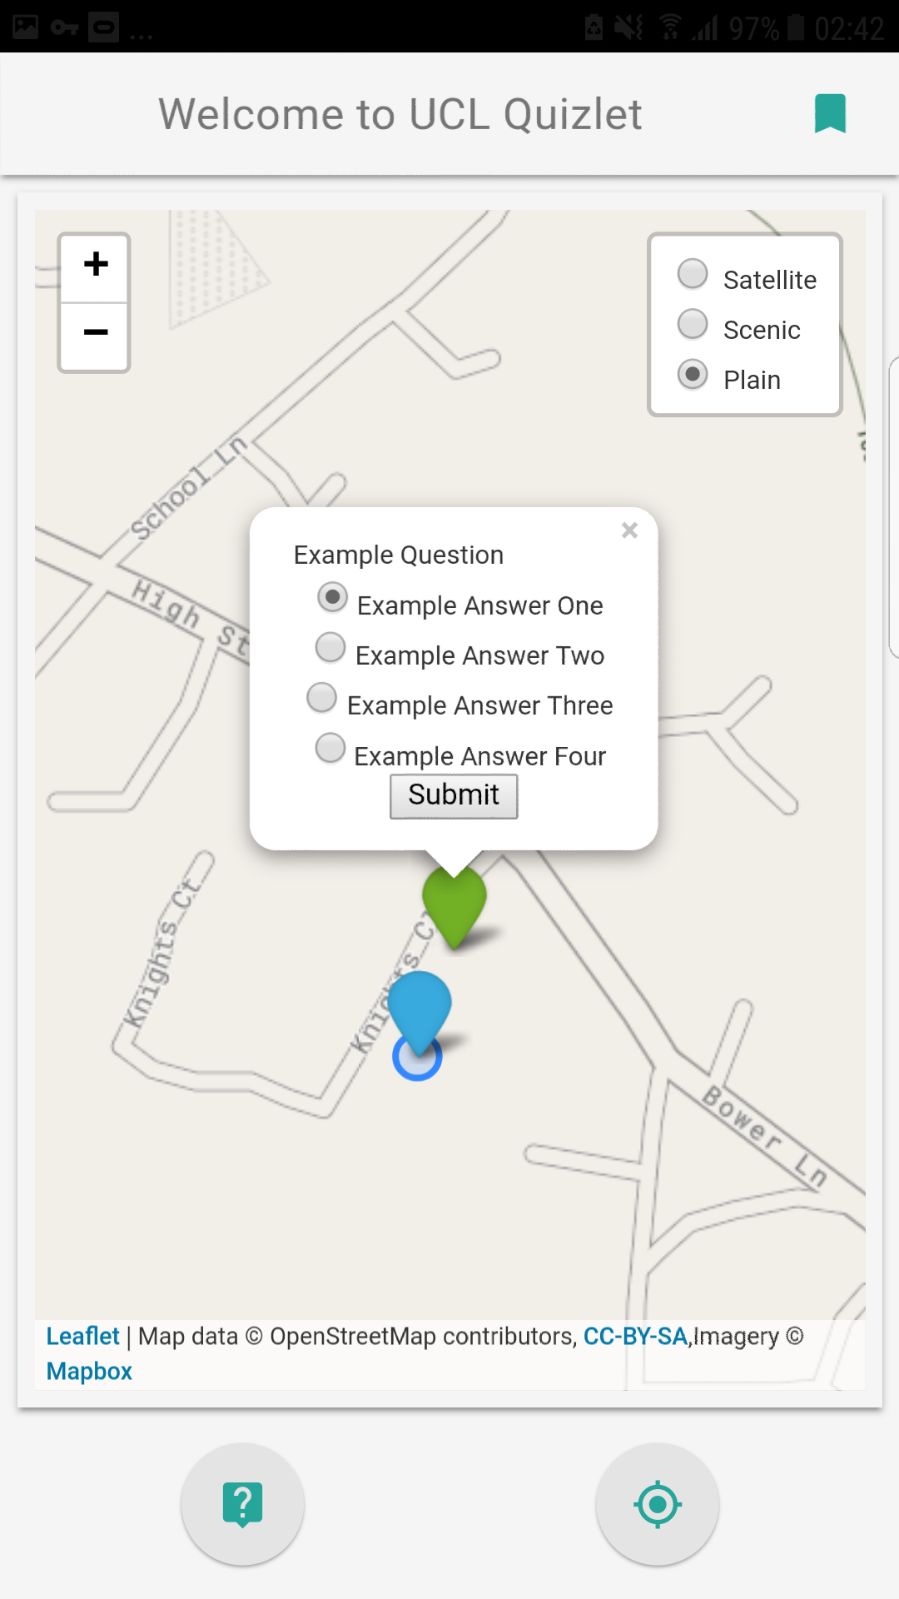 ... 97% 02:42
Welcome to UCL Quizlet
+
−
Satellite
Scenic
Plain
School Ln
High St
×
Example Question
Example Answer One
Example Answer Two
Example Answer Three
Example Answer Four
Submit
Knights Ct
Knights C
Bower Ln
Leaflet | Map data © OpenStreetMap contributors, CC-BY-SA,Imagery ©
Mapbox
?